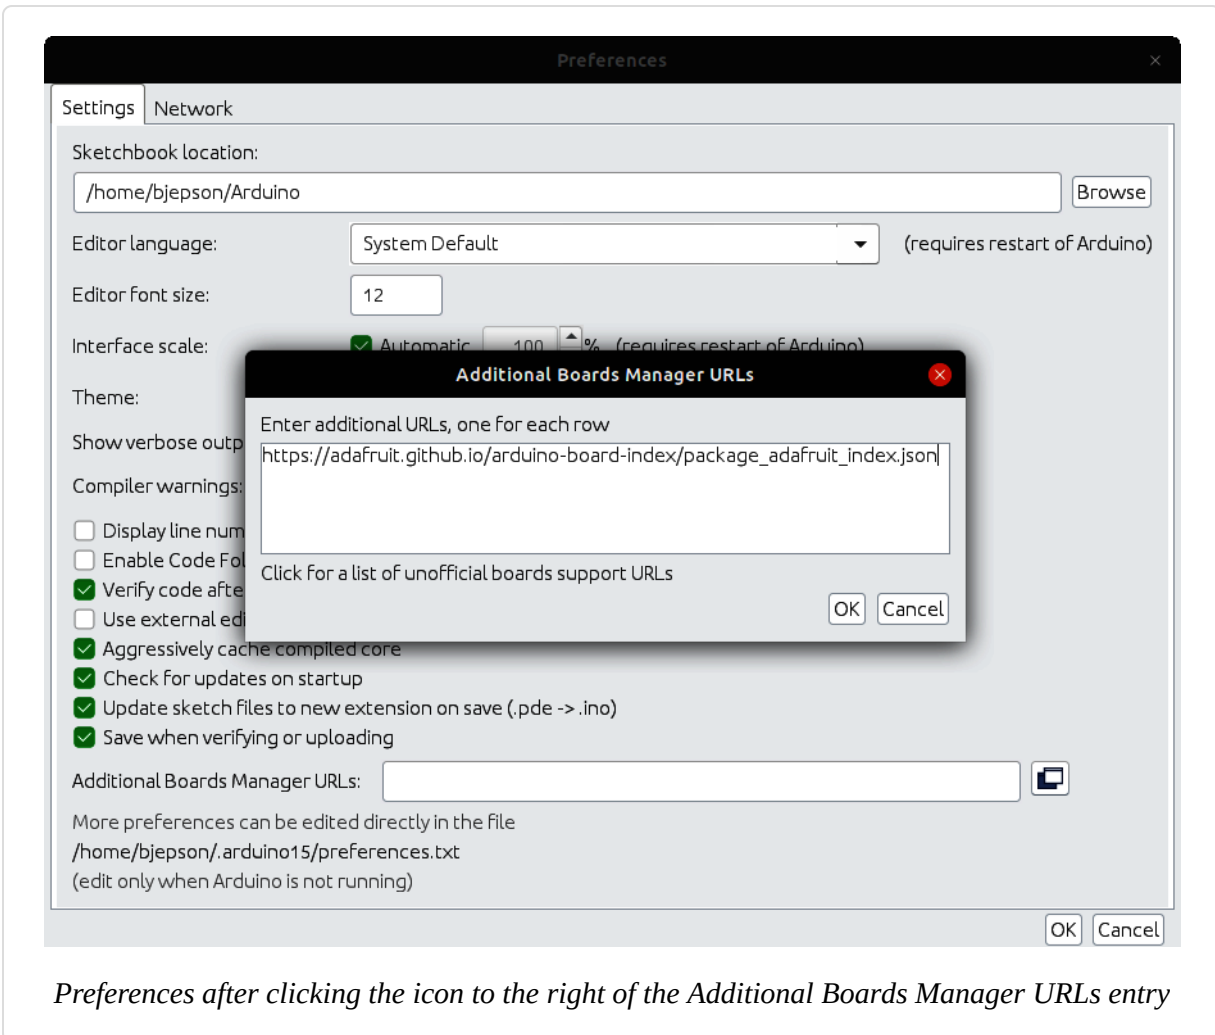 Preferences
Settings Network
Sketchbook location:
/home/bjepson/Arduino Browse
Editor language: System Default (requires restart of Arduino)
Editor font size: 12
Interface scale: Automatic 100 % (requires restart of Arduino)
Additional Boards Manager URLs
Theme:
Enter additional URLs, one for each row
Show verbose outp
https://adafruit.github.io/arduino-board-index/package_adafruit_index.json
Compiler warnings:
Display line num
Enable Code Fol
Click for a list of unofficial boards support URLs
Verify code afte
OK Cancel
Use external edi
Aggressively cache compiled core
Check for updates on startup
Update sketch files to new extension on save (.pde -> .ino)
Save when verifying or uploading
Additional Boards Manager URLs:
More preferences can be edited directly in the file
/home/bjepson/.arduino15/preferences.txt
(edit only when Arduino is not running)
OK Cancel
Preferences after clicking the icon to the right of the Additional Boards Manager URLs entry